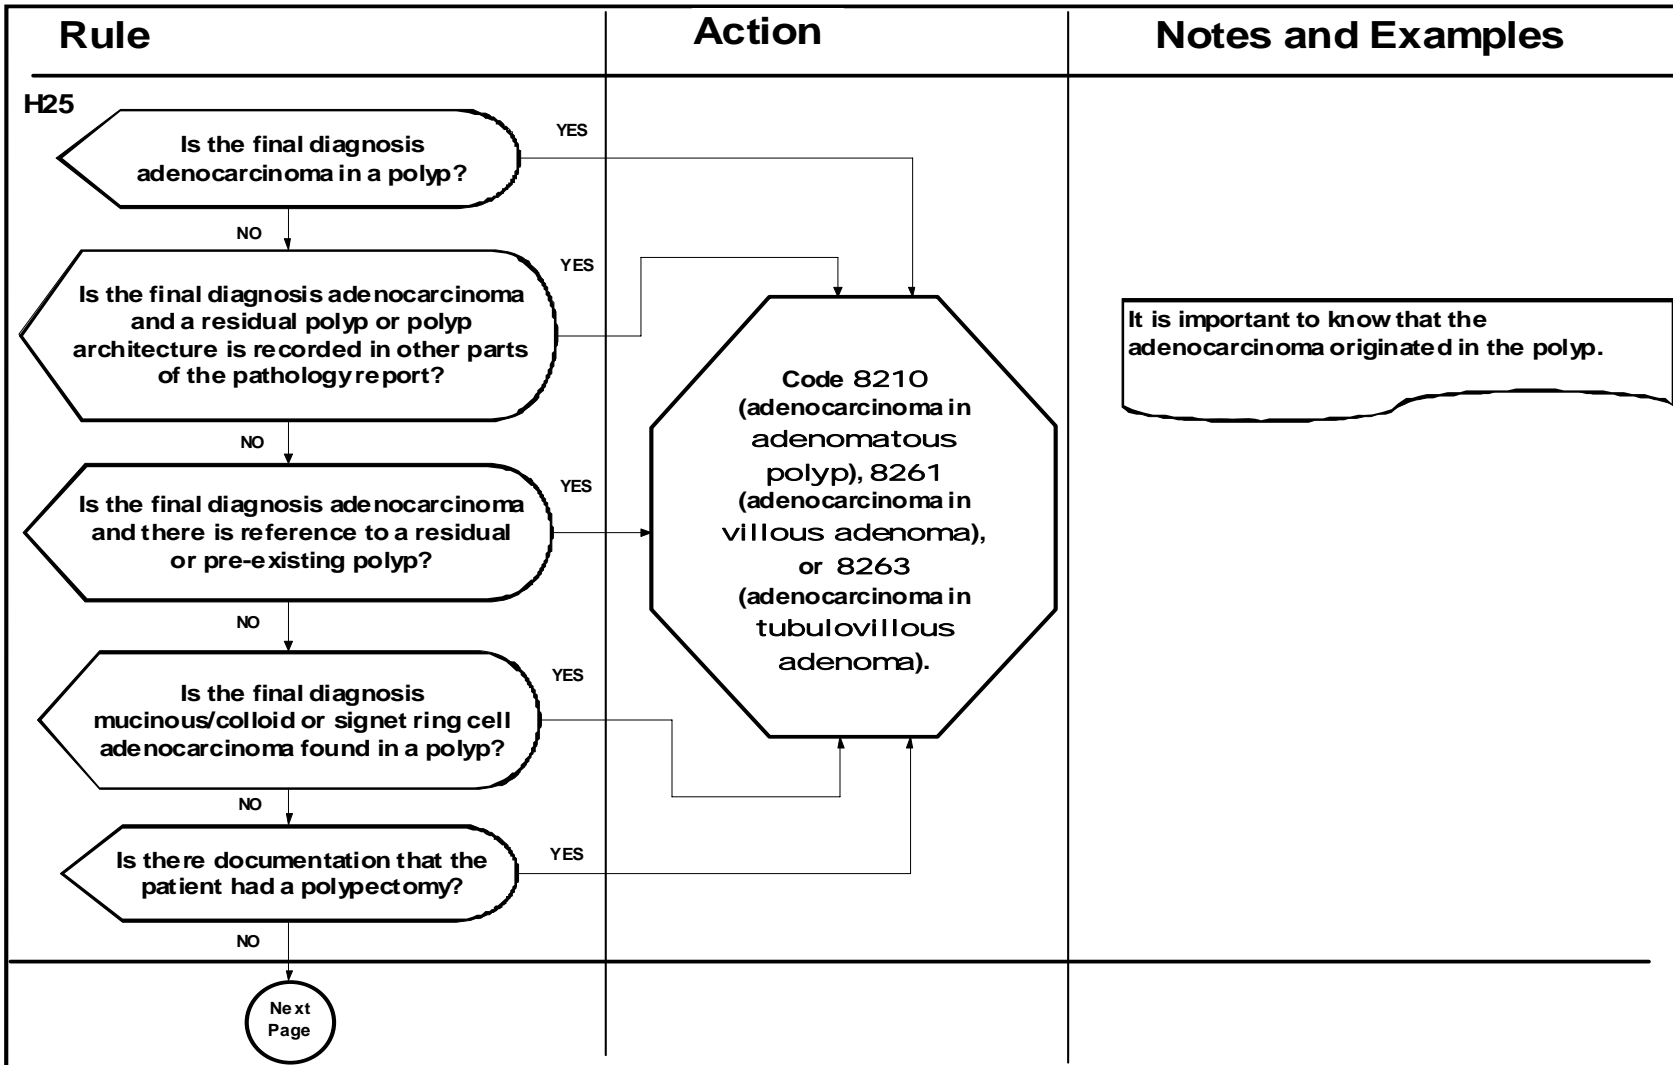 Rule
Action
Notes and Examples
H25
Is the final diagnosis
adenocarcinoma in a polyp?
YES
NO
Is the final diagnosis adenocarcinoma
and a residual polyp or polyp
architecture is recorded in other parts
of the pathology report?
YES
NO
Is the final diagnosis adenocarcinoma
and there is reference to a residual
or pre-existing polyp?
YES
NO
Is the final diagnosis
mucinous/colloid or signet ring cell
adenocarcinoma found in a polyp?
YES
NO
Is there documentation that the
patient had a polypectomy?
YES
NO
Next
Page
Code 8210
(adenocarcinoma in
adenomatous
polyp), 8261
(adenocarcinoma in
villous adenoma),
or 8263
(adenocarcinoma in
tubulovillous
adenoma).
It is important to know that the
adenocarcinoma originated in the polyp.